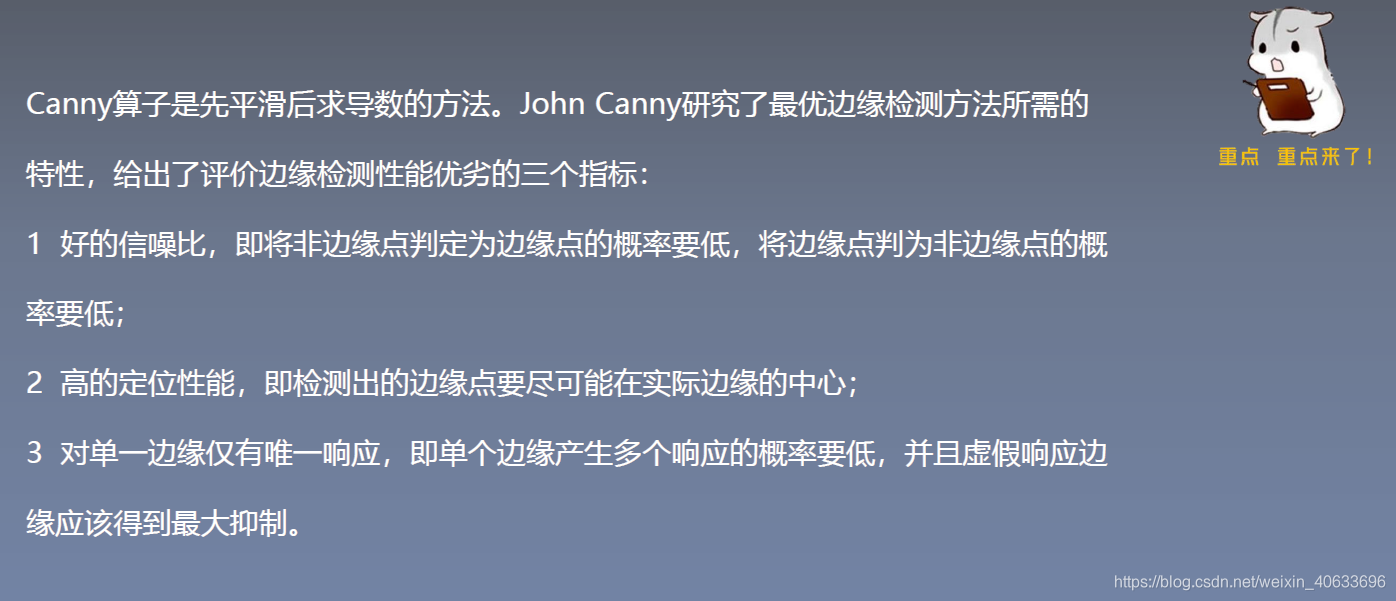 Canny算子是先平滑后求导数的方法。John Canny研究了最优边缘检测方法所需的
特性，给出了评价边缘检测性能优劣的三个指标：
1 好的信噪比，即将非边缘点判定为边缘点的概率要低，将边缘点判为非边缘点的概
率要低；
2 高的定位性能，即检测出的边缘点要尽可能在实际边缘的中心；
3 对单一边缘仅有唯一响应，即单个边缘产生多个响应的概率要低，并且虚假响应边
缘应该得到最大抑制。
重点 重点来了！
https://blog.csdn.net/weixin_40633696